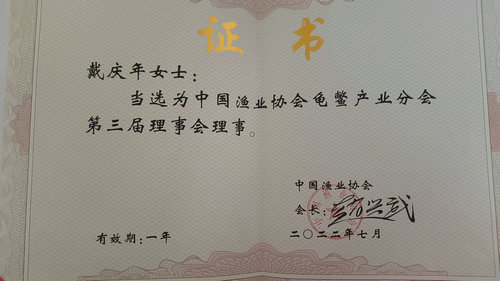 证 书
戴庆年女士：
当选为中国渔业协会龟鳖产业分会
第三届理事会理事。
中国渔业协会
会长：
有效期：一年
二〇二二年七月